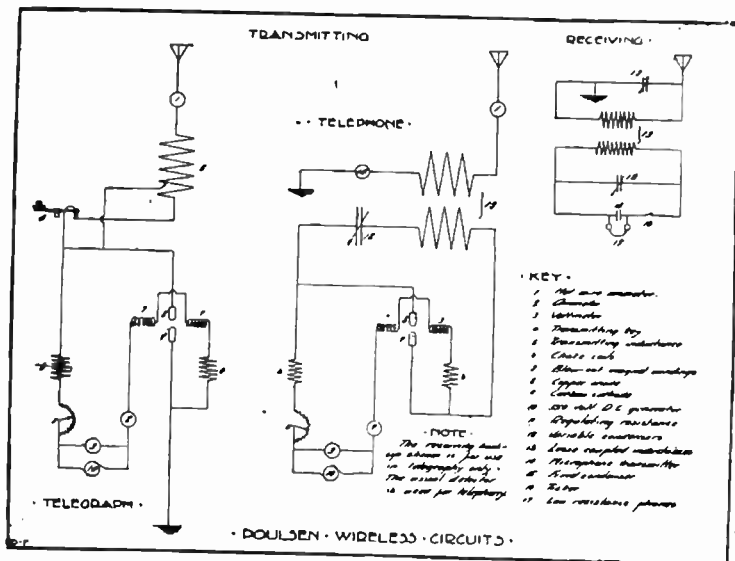 TRANSMITTING
RECEIVING ·
·· TELEPHONE ·
· KEY ·
1 Hot wire ammeter.
2 Ammeter
3 Voltmeter
4 Transmitting key
5 Transmitting inductance
6 Choke coils
7 Blow-out magnet windings
8 Copper anode
9 Carbon cathode
10 500 volt D.C. generator
11 Regulating resistance
12 Variable condensers
13 Loose coupled inductances
14 Microphone transmitter
15 Fixed condenser
16 Ticker
17 Low resistance phones
· NOTE ·
The receiving hook-
up shown is for use
in telegraphy only ·
The usual detector
is used for telephony.
· TELEGRAPH ·
· POULSEN · WIRELESS · CIRCUITS ·